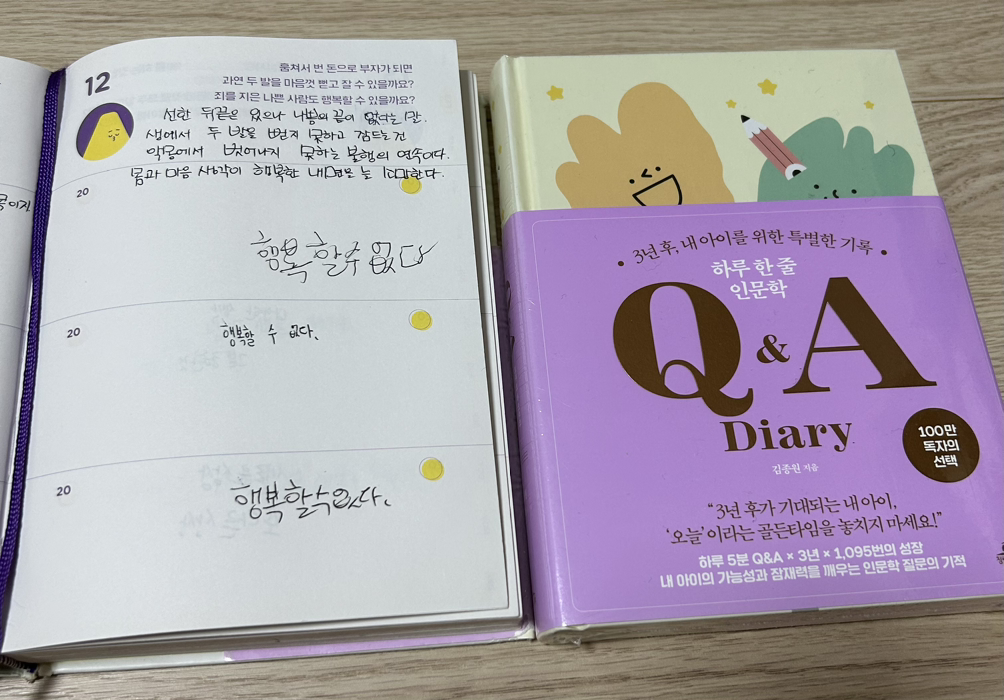 12
훔쳐서 번 돈으로 부자가 되면
과연 두 발을 마음껏 뻗고 잘 수 있을까요?
죄를 지은 나쁜 사람도 행복할 수 있을까요?
선한 뒤끝은 있으나 나쁨의 끝이 없다는 말.
생에서 두 발을 뻗지 못하고 잠드는건
악몽에서 벗어나지 못하는 불행의 연속이다.
몸과 마음 생각이 행복한 내면을 늘
20
행복할수 없다
20
행복할 수 없다.
20
행복할수있다.
3년 후, 내 아이를 위한 특별한 기록
하루 한 줄
인문학
Q & A
Diary
김종원 지음
100만
독자의
선택
“3년 후가 기대되는 내 아이,
‘오늘’이라는 골든타임을 놓치지 마세요!”
하루 5분 Q&A × 3년 × 1,095번의 성장
내 아이의 가능성과 잠재력을 깨우는 인문학 질문의 기적